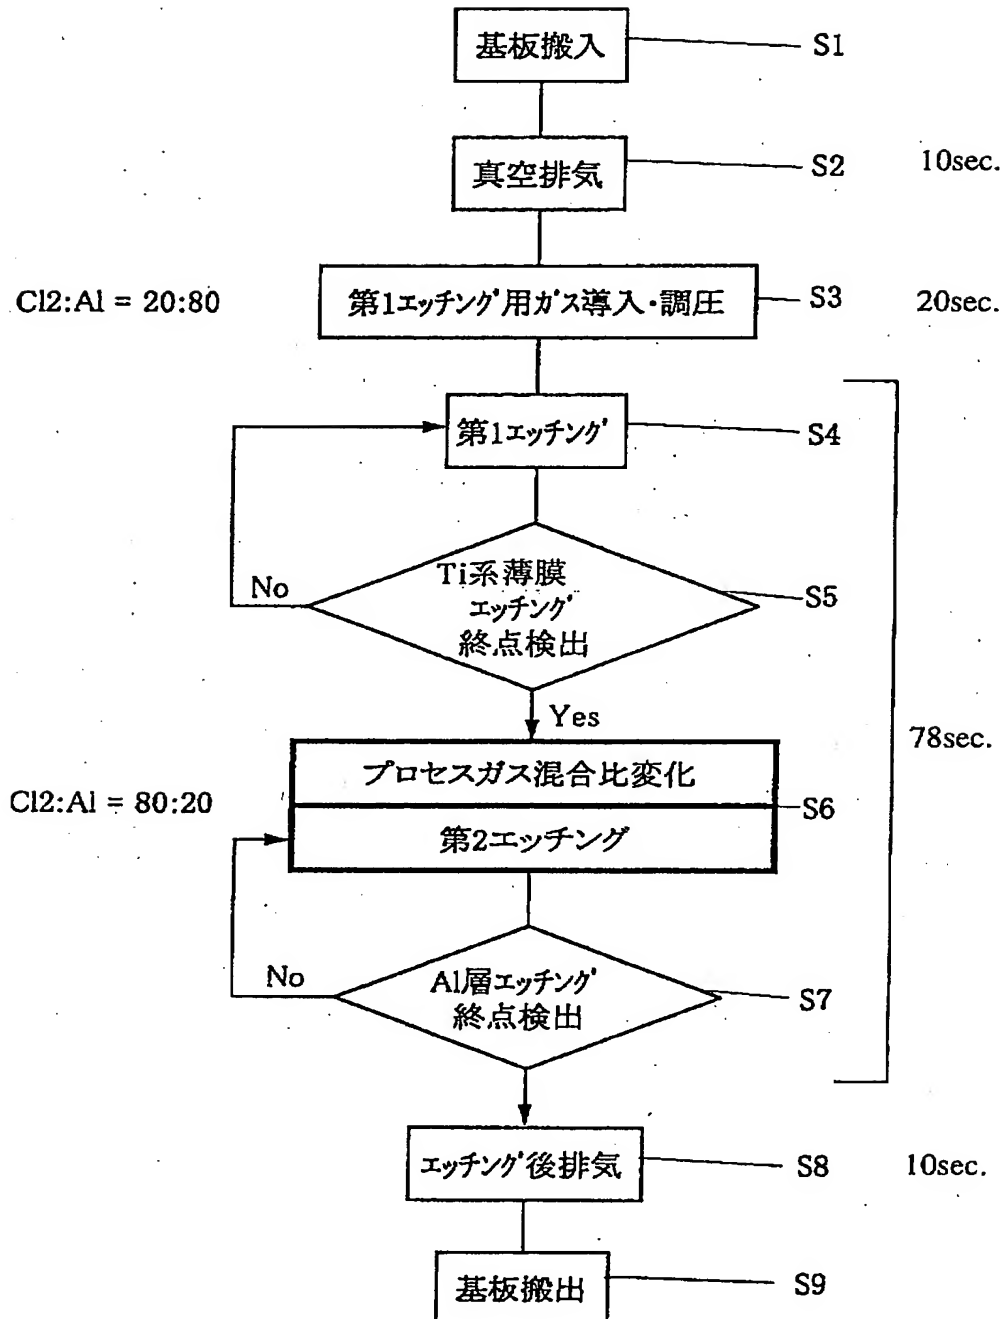 基板搬入
S1
真空排気
S2
10sec.
Cl2:Al = 20:80
第1エッチング用ガス導入・調圧
S3
20sec.
第1エッチング
S4
Ti系薄膜
エッチング
終点検出
S5
No
Yes
78sec.
プロセスガス混合比変化
S6
Cl2:Al = 80:20
第2エッチング
No
Al層エッチング
終点検出
S7
エッチング後排気
S8
10sec.
基板搬出
S9